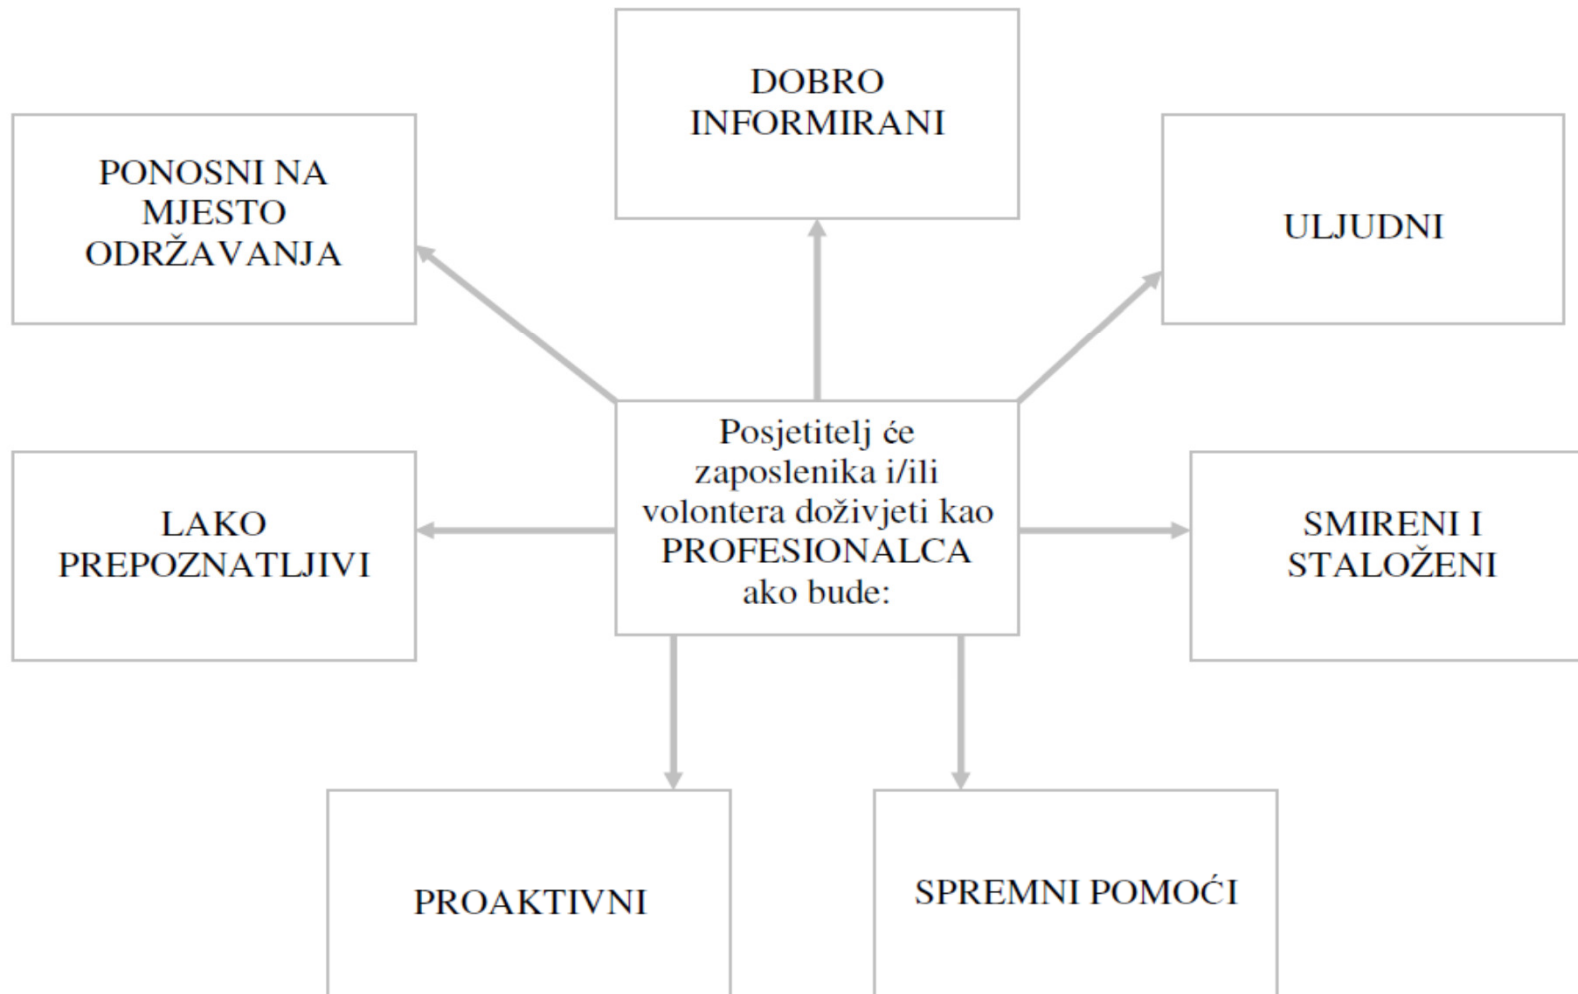 DOBRO
INFORMIRANI
PONOSNI NA
MJESTO
ODRŽAVANJA
ULJUDNI
Posjetitelj će
zaposlenika i/ili
volontera doživjeti kao
PROFESIONALCA
ako bude:
LAKO
PREPOZNATLJIVI
SMIRENI I
STALOŽENI
PROAKTIVNI
SPREMNI POMOĆI